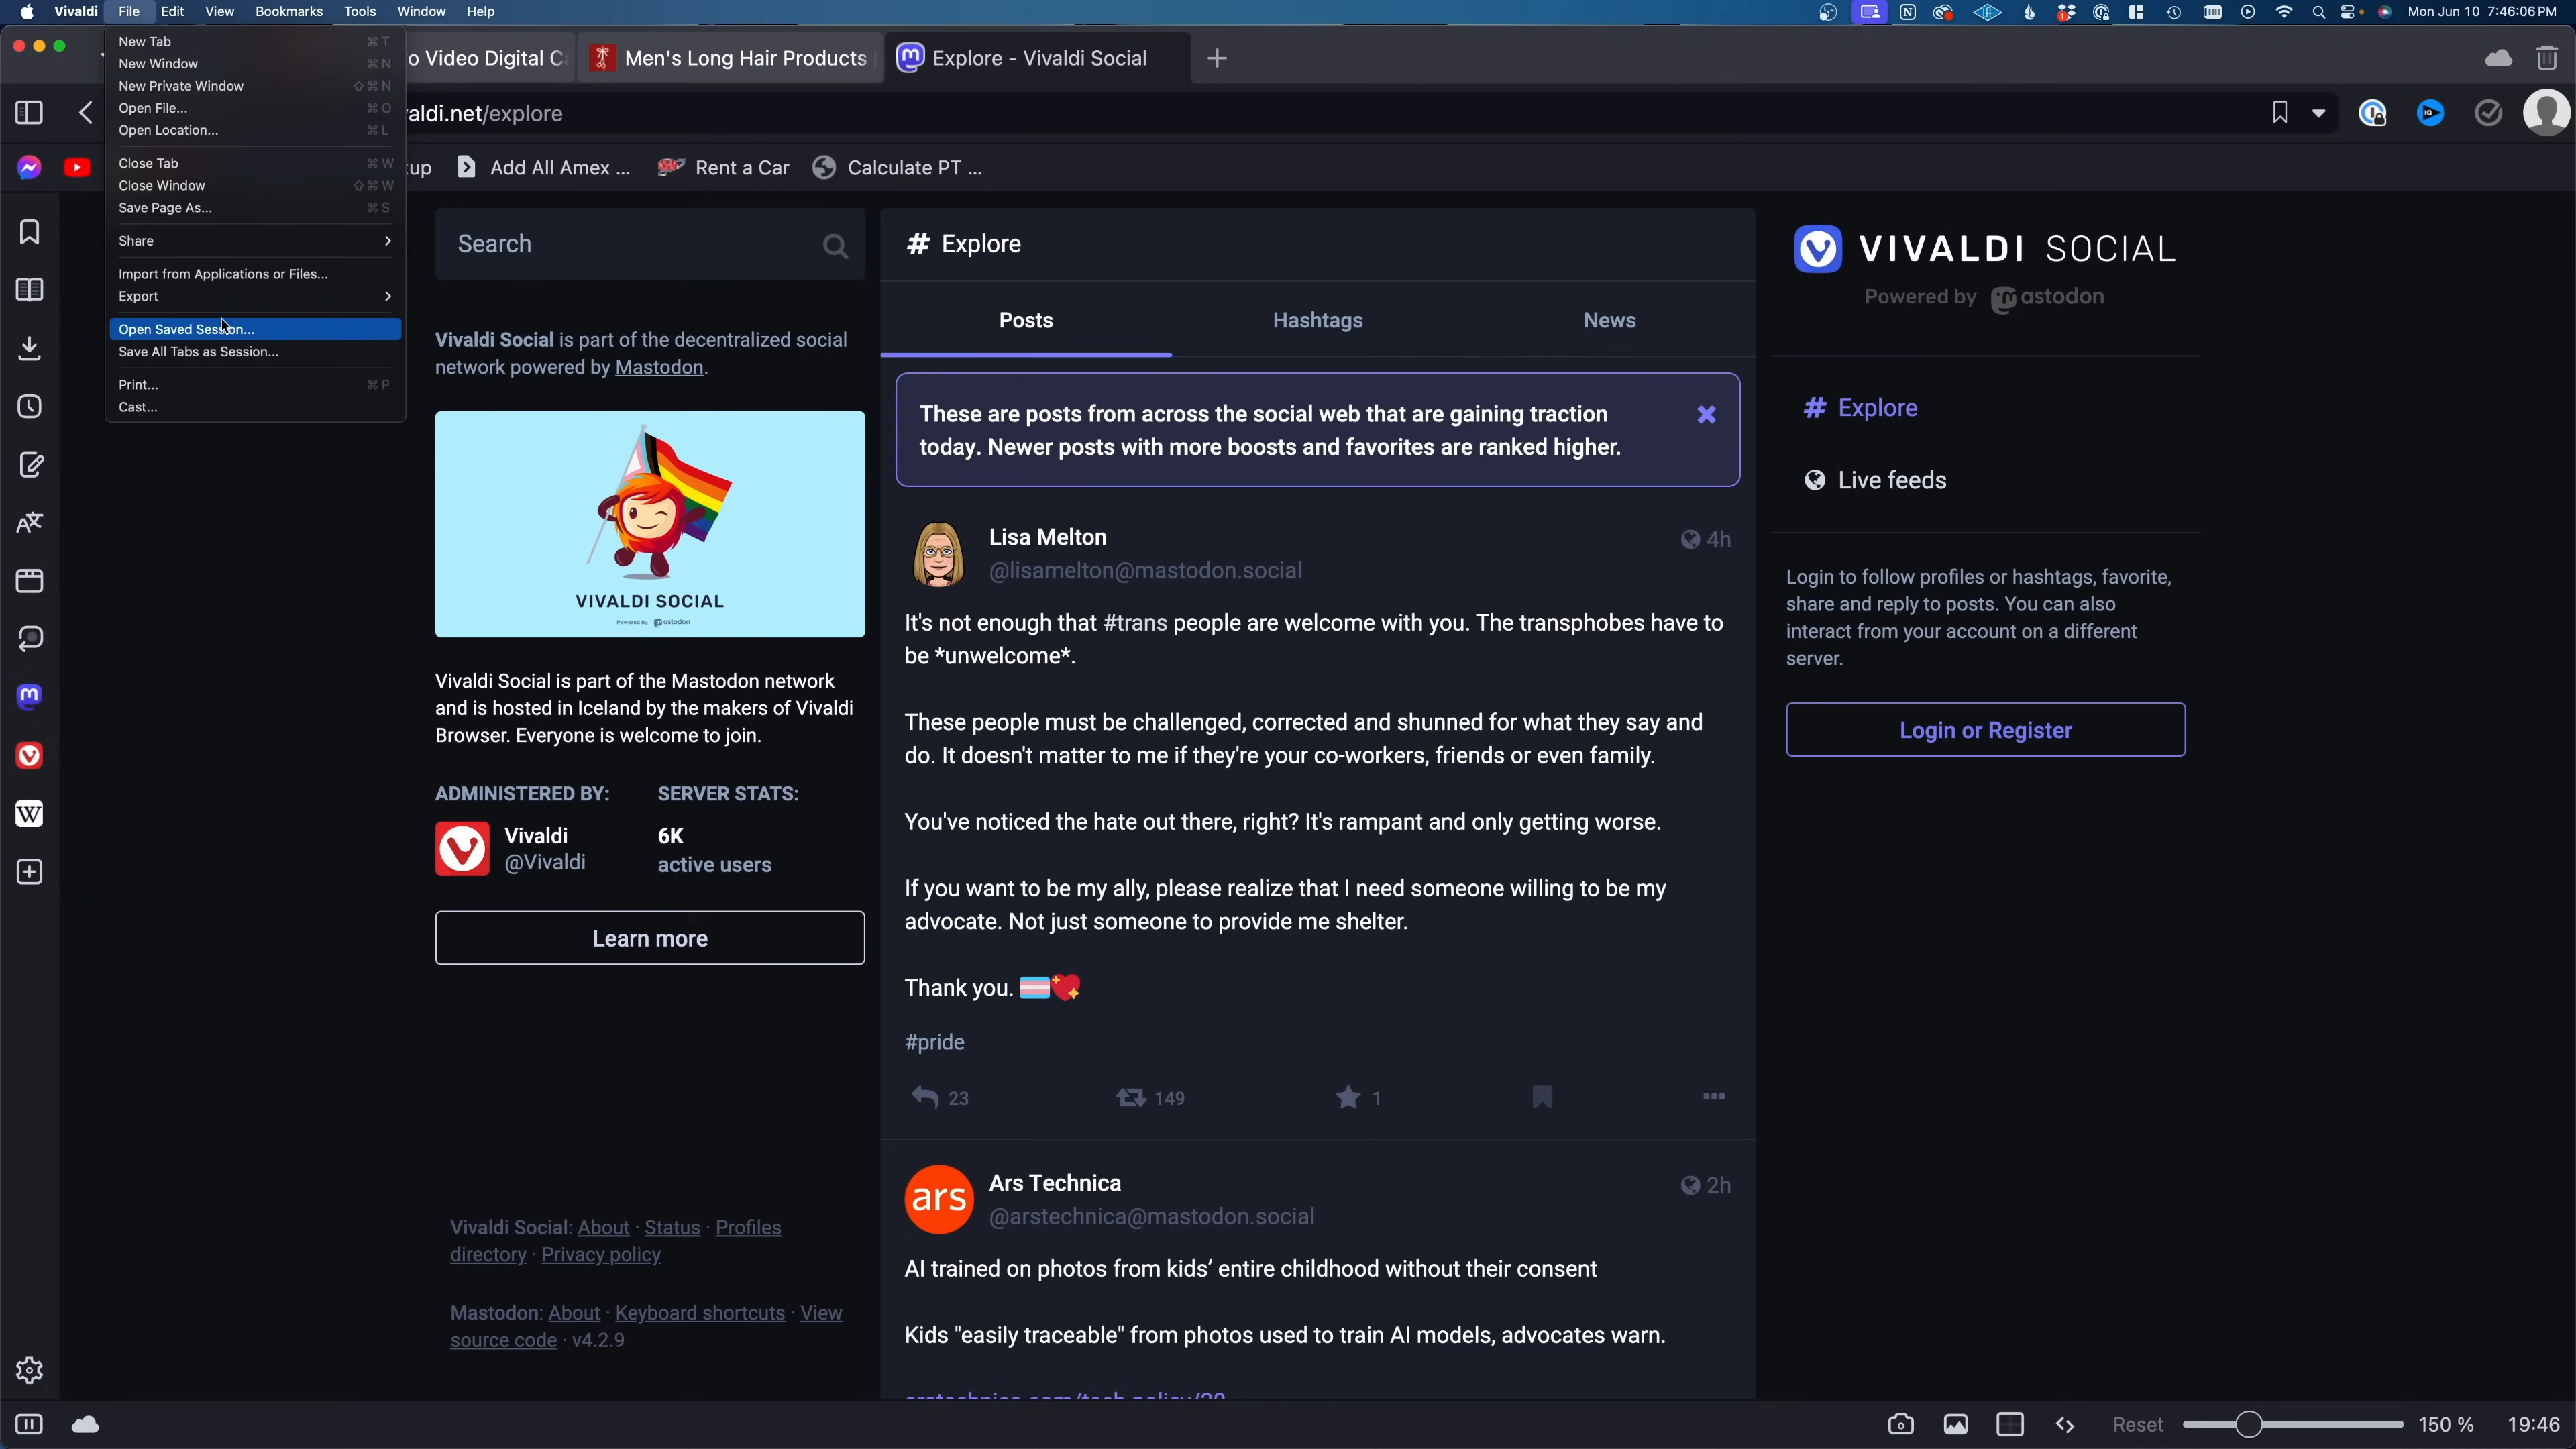 Vivaldi File Edit View Bookmarks Tools Window Help
Mon Jun 10 7:46:06 PM
New Tab ⌘ T
New Window ⌘ N
New Private Window ⇧ ⌘ N
Open File... ⌘ O
Open Location... ⌘ L
Close Tab ⌘ W
Close Window ⇧ ⌘ W
Save Page As... ⌘ S
Share
Import from Applications or Files...
Export
Open Saved Session...
Save All Tabs as Session...
Print... ⌘ P
Cast...
o Video Digital Ca
Men's Long Hair Products
Explore - Vivaldi Social
aldi.net/explore
up
Add All Amex ...
Rent a Car
Calculate PT ...
Search
Vivaldi Social is part of the decentralized social
network powered by Mastodon.
VIVALDI SOCIAL
Powered by mastodon
Vivaldi Social is part of the Mastodon network
and is hosted in Iceland by the makers of Vivaldi
Browser. Everyone is welcome to join.
ADMINISTERED BY:
Vivaldi
@Vivaldi
SERVER STATS:
6K
active users
Learn more
Vivaldi Social: About · Status · Profiles
directory · Privacy policy
Mastodon: About · Keyboard shortcuts · View
source code · v4.2.9
# Explore
Posts
Hashtags
News
These are posts from across the social web that are gaining traction
today. Newer posts with more boosts and favorites are ranked higher.
Lisa Melton
4h
@lisamelton@mastodon.social
It's not enough that #trans people are welcome with you. The transphobes have to
be *unwelcome*.
These people must be challenged, corrected and shunned for what they say and
do. It doesn't matter to me if they're your co-workers, friends or even family.
You've noticed the hate out there, right? It's rampant and only getting worse.
If you want to be my ally, please realize that I need someone willing to be my
advocate. Not just someone to provide me shelter.
Thank you.
#pride
23
149
1
ars
Ars Technica
2h
@arstechnica@mastodon.social
AI trained on photos from kids’ entire childhood without their consent
Kids "easily traceable" from photos used to train AI models, advocates warn.
arstechnica.com/tech-policy/20
VIVALDI SOCIAL
Powered by mastodon
# Explore
Live feeds
Login to follow profiles or hashtags, favorite,
share and reply to posts. You can also
interact from your account on a different
server.
Login or Register
Reset
150 %
19:46